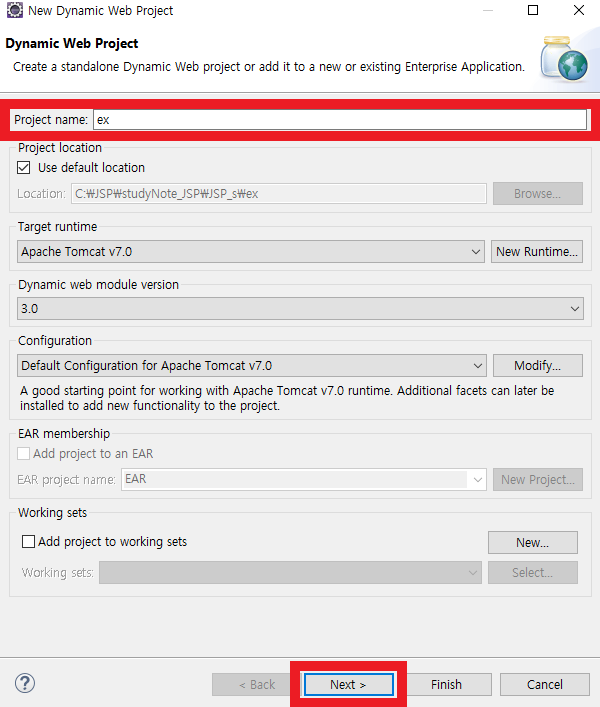 New Dynamic Web Project
Dynamic Web Project
Create a standalone Dynamic Web project or add it to a new or existing Enterprise Application.
Project name: ex
Project location
Use default location
Location: C:₩JSP₩studyNote_JSP₩JSP_s₩ex Browse...
Target runtime
Apache Tomcat v7.0 New Runtime...
Dynamic web module version
3.0
Configuration
Default Configuration for Apache Tomcat v7.0 Modify...
A good starting point for working with Apache Tomcat v7.0 runtime. Additional facets can later be
installed to add new functionality to the project.
EAR membership
Add project to an EAR
EAR project name: EAR New Project...
Working sets
Add project to working sets New...
Working sets: Select...
? < Back Next > Finish Cancel